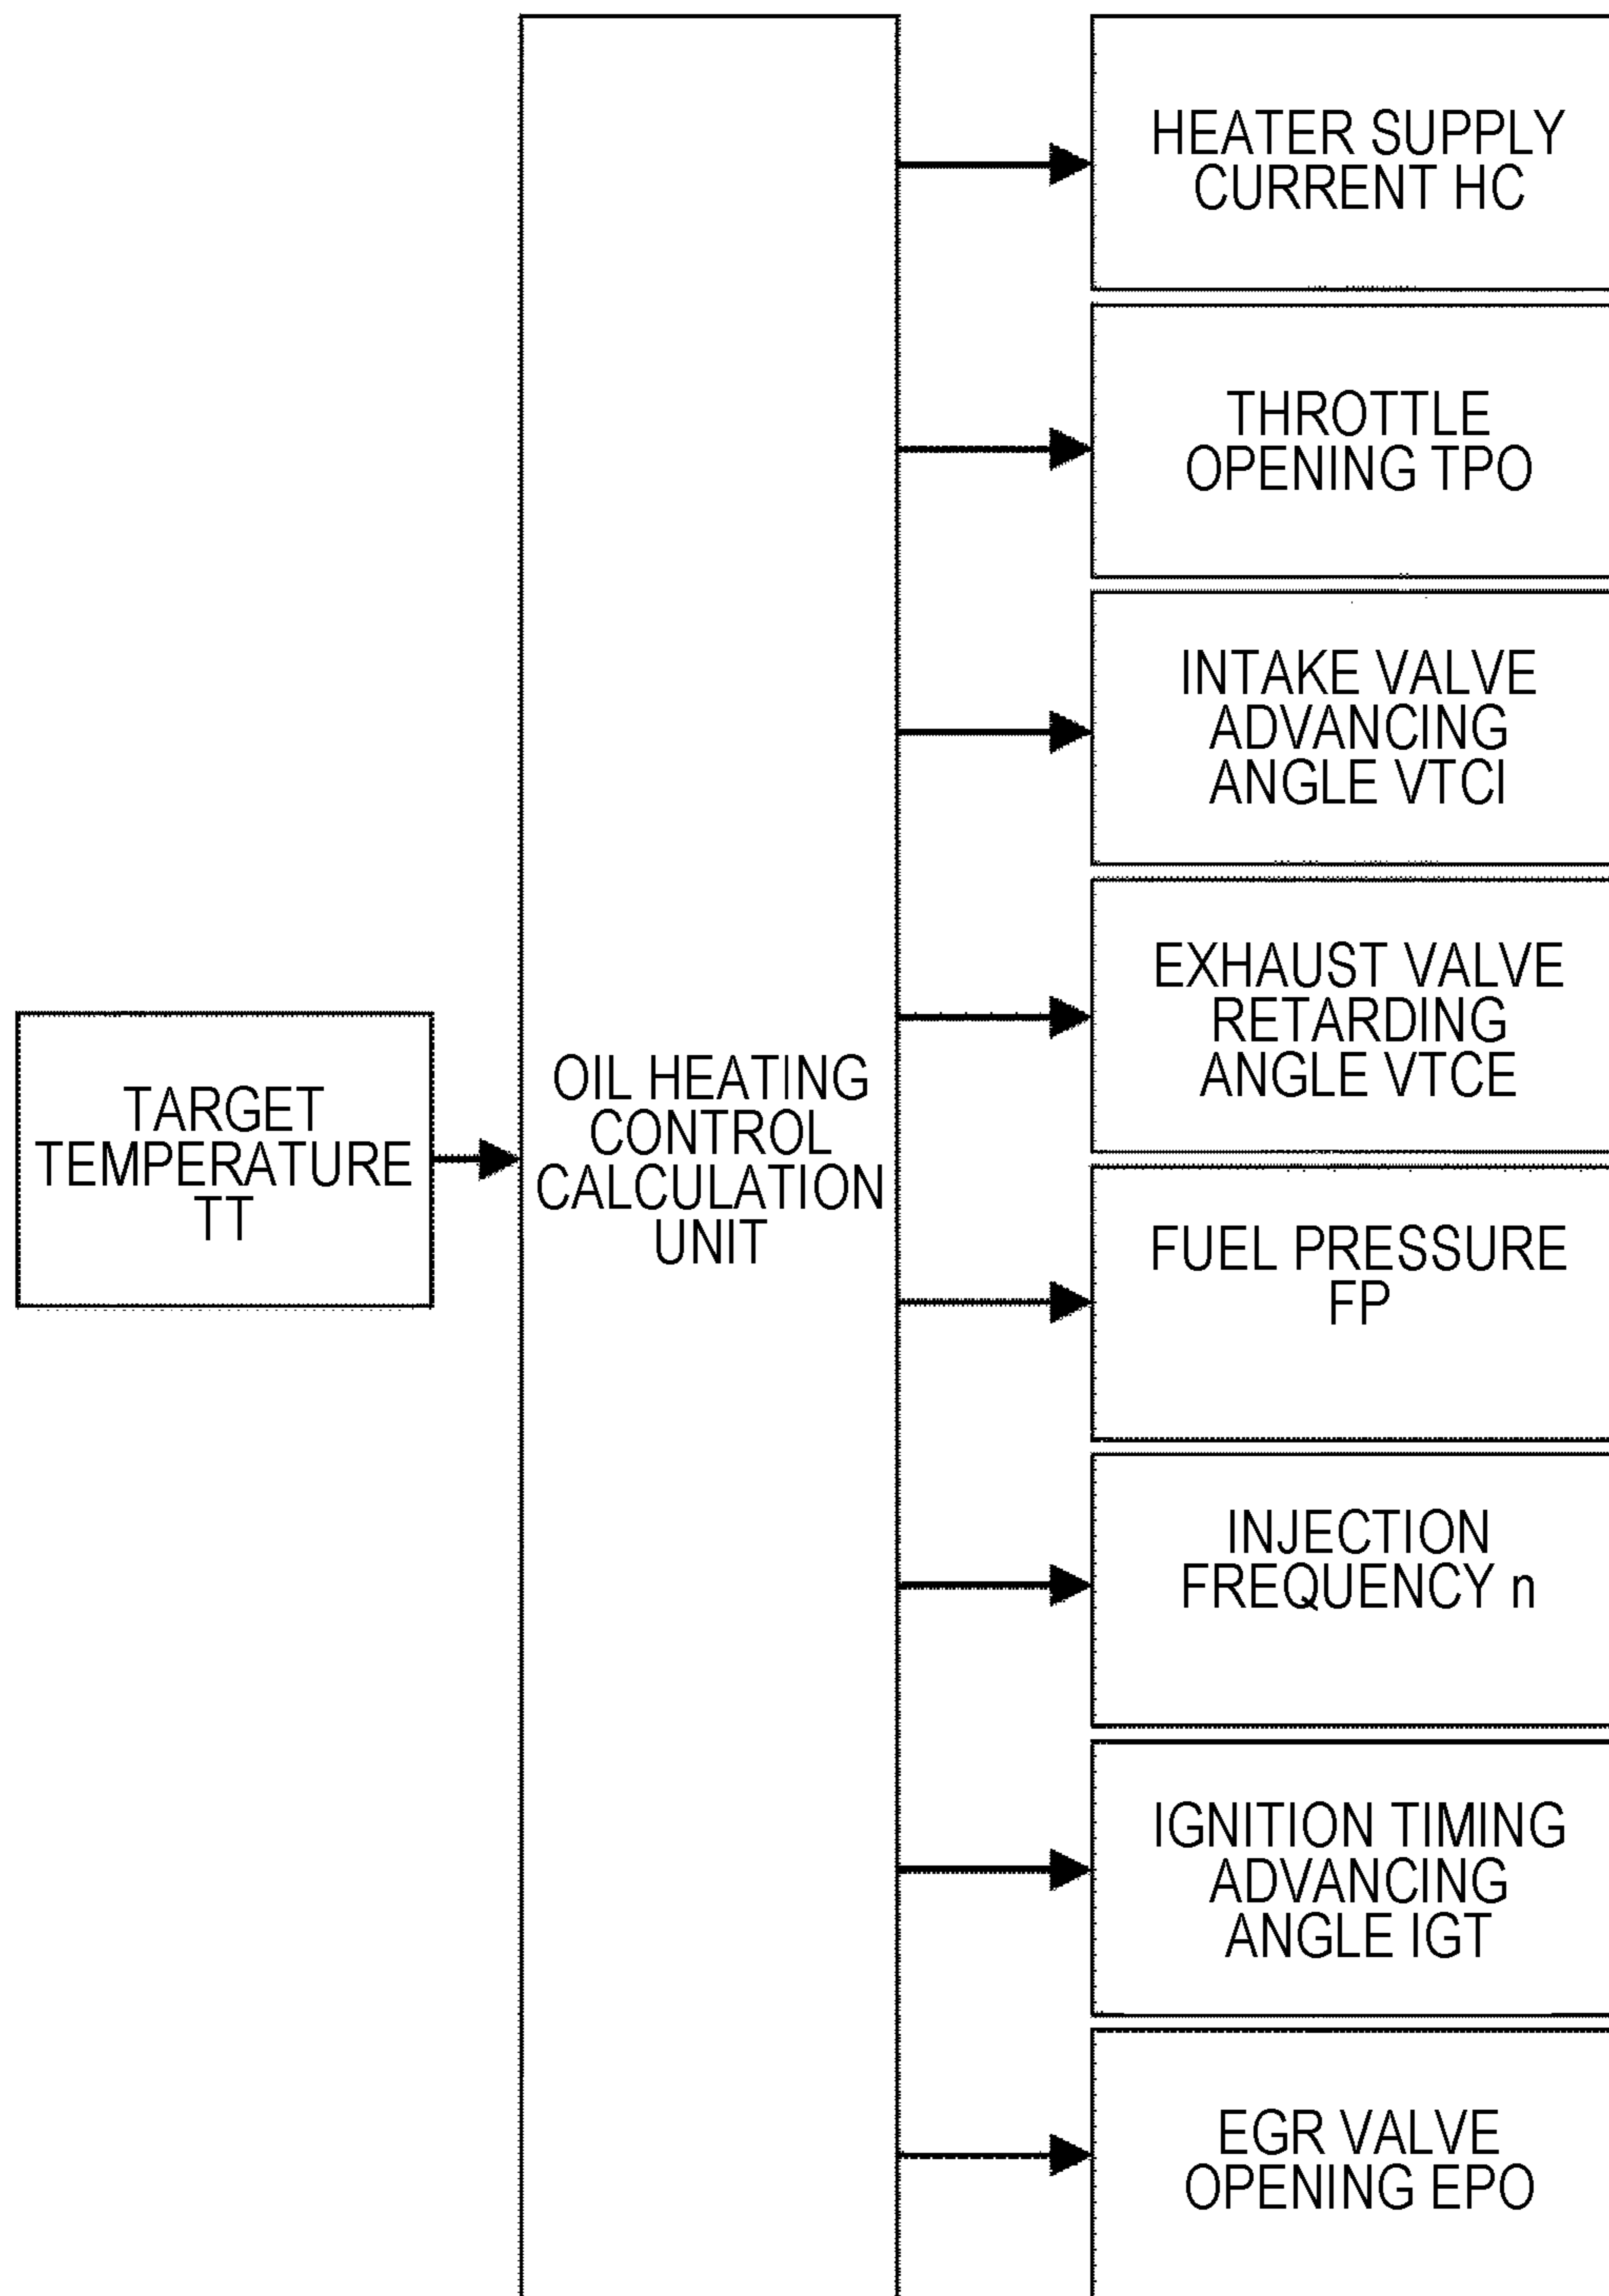 TARGET
TEMPERATURE
TT
OIL HEATING
CONTROL
CALCULATION
UNIT
HEATER SUPPLY
CURRENT HC
THROTTLE
OPENING TPO
INTAKE VALVE
ADVANCING
ANGLE VTCI
EXHAUST VALVE
RETARDING
ANGLE VTCE
FUEL PRESSURE
FP
INJECTION
FREQUENCY n
IGNITION TIMING
ADVANCING
ANGLE IGT
EGR VALVE
OPENING EPO